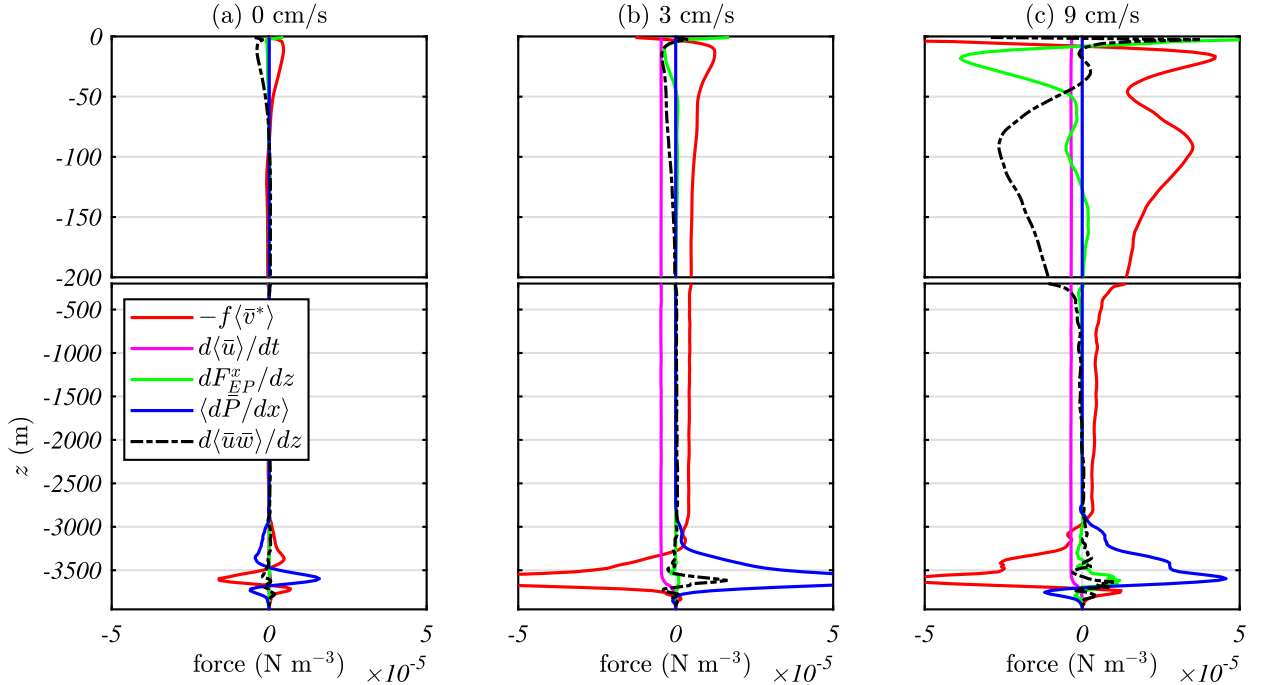 (a) 0 cm/s
(b) 3 cm/s
(c) 9 cm/s
0
-50
-100
-150
-200
-500
-1000
-1500
-2000
-2500
-3000
-3500
z (m)
−f⟨v̄*⟩
d⟨ū⟩/dt
dF^x_EP/dz
⟨dP̄/dx⟩
d⟨ūw̄⟩/dz
-5 0 5
-5 0 5
-5 0 5
force (N m⁻³) ×10⁻⁵
force (N m⁻³) ×10⁻⁵
force (N m⁻³) ×10⁻⁵